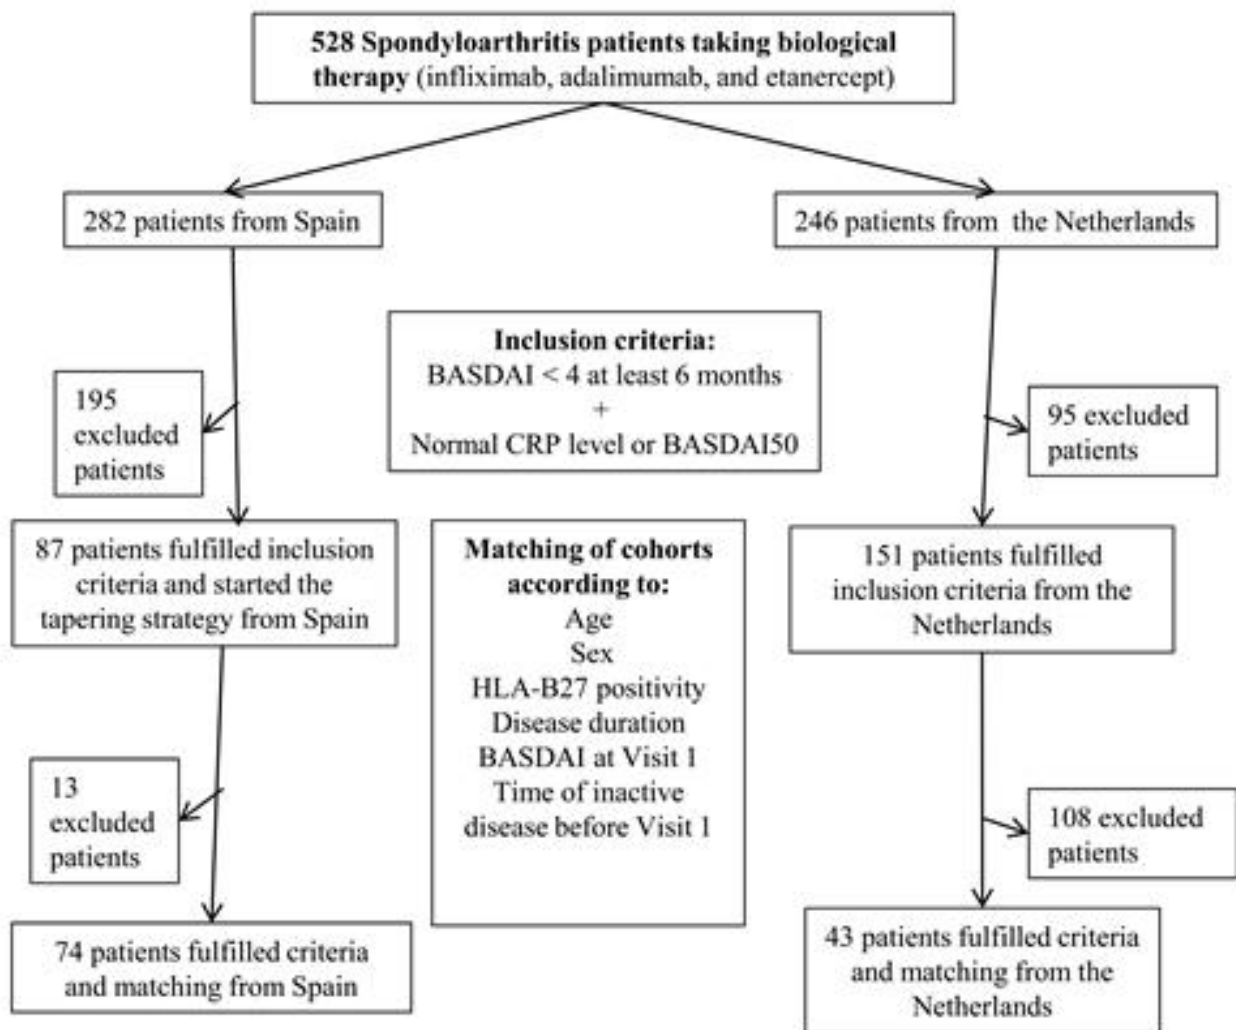 528 Spondyloarthritis patients taking biological
therapy (infliximab, adalimumab, and etanercept)
282 patients from Spain
246 patients from the Netherlands
Inclusion criteria:
BASDAI < 4 at least 6 months
+
Normal CRP level or BASDAI50
195
excluded
patients
95 excluded
patients
87 patients fulfilled inclusion
criteria and started the
tapering strategy from Spain
Matching of cohorts
according to:
Age
Sex
HLA-B27 positivity
Disease duration
BASDAI at Visit 1
Time of inactive
disease before Visit 1
151 patients fulfilled
inclusion criteria from the
Netherlands
13
excluded
patients
108 excluded
patients
74 patients fulfilled criteria
and matching from Spain
43 patients fulfilled criteria
and matching from the
Netherlands